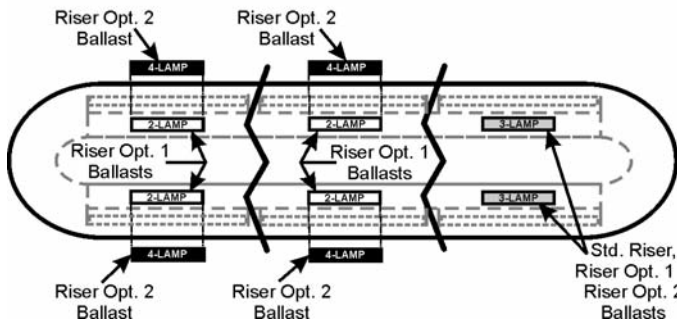 Riser Opt. 2
Ballast
Riser Opt. 2
Ballast
4-LAMP
4-LAMP
2-LAMP
2-LAMP
3-LAMP
Riser Opt. 1
Ballasts
Riser Opt. 1
Ballasts
2-LAMP
2-LAMP
3-LAMP
4-LAMP
4-LAMP
Riser Opt. 2
Ballast
Riser Opt. 2
Ballast
Std. Riser,
Riser Opt. 1
Riser Opt. 2
Ballasts